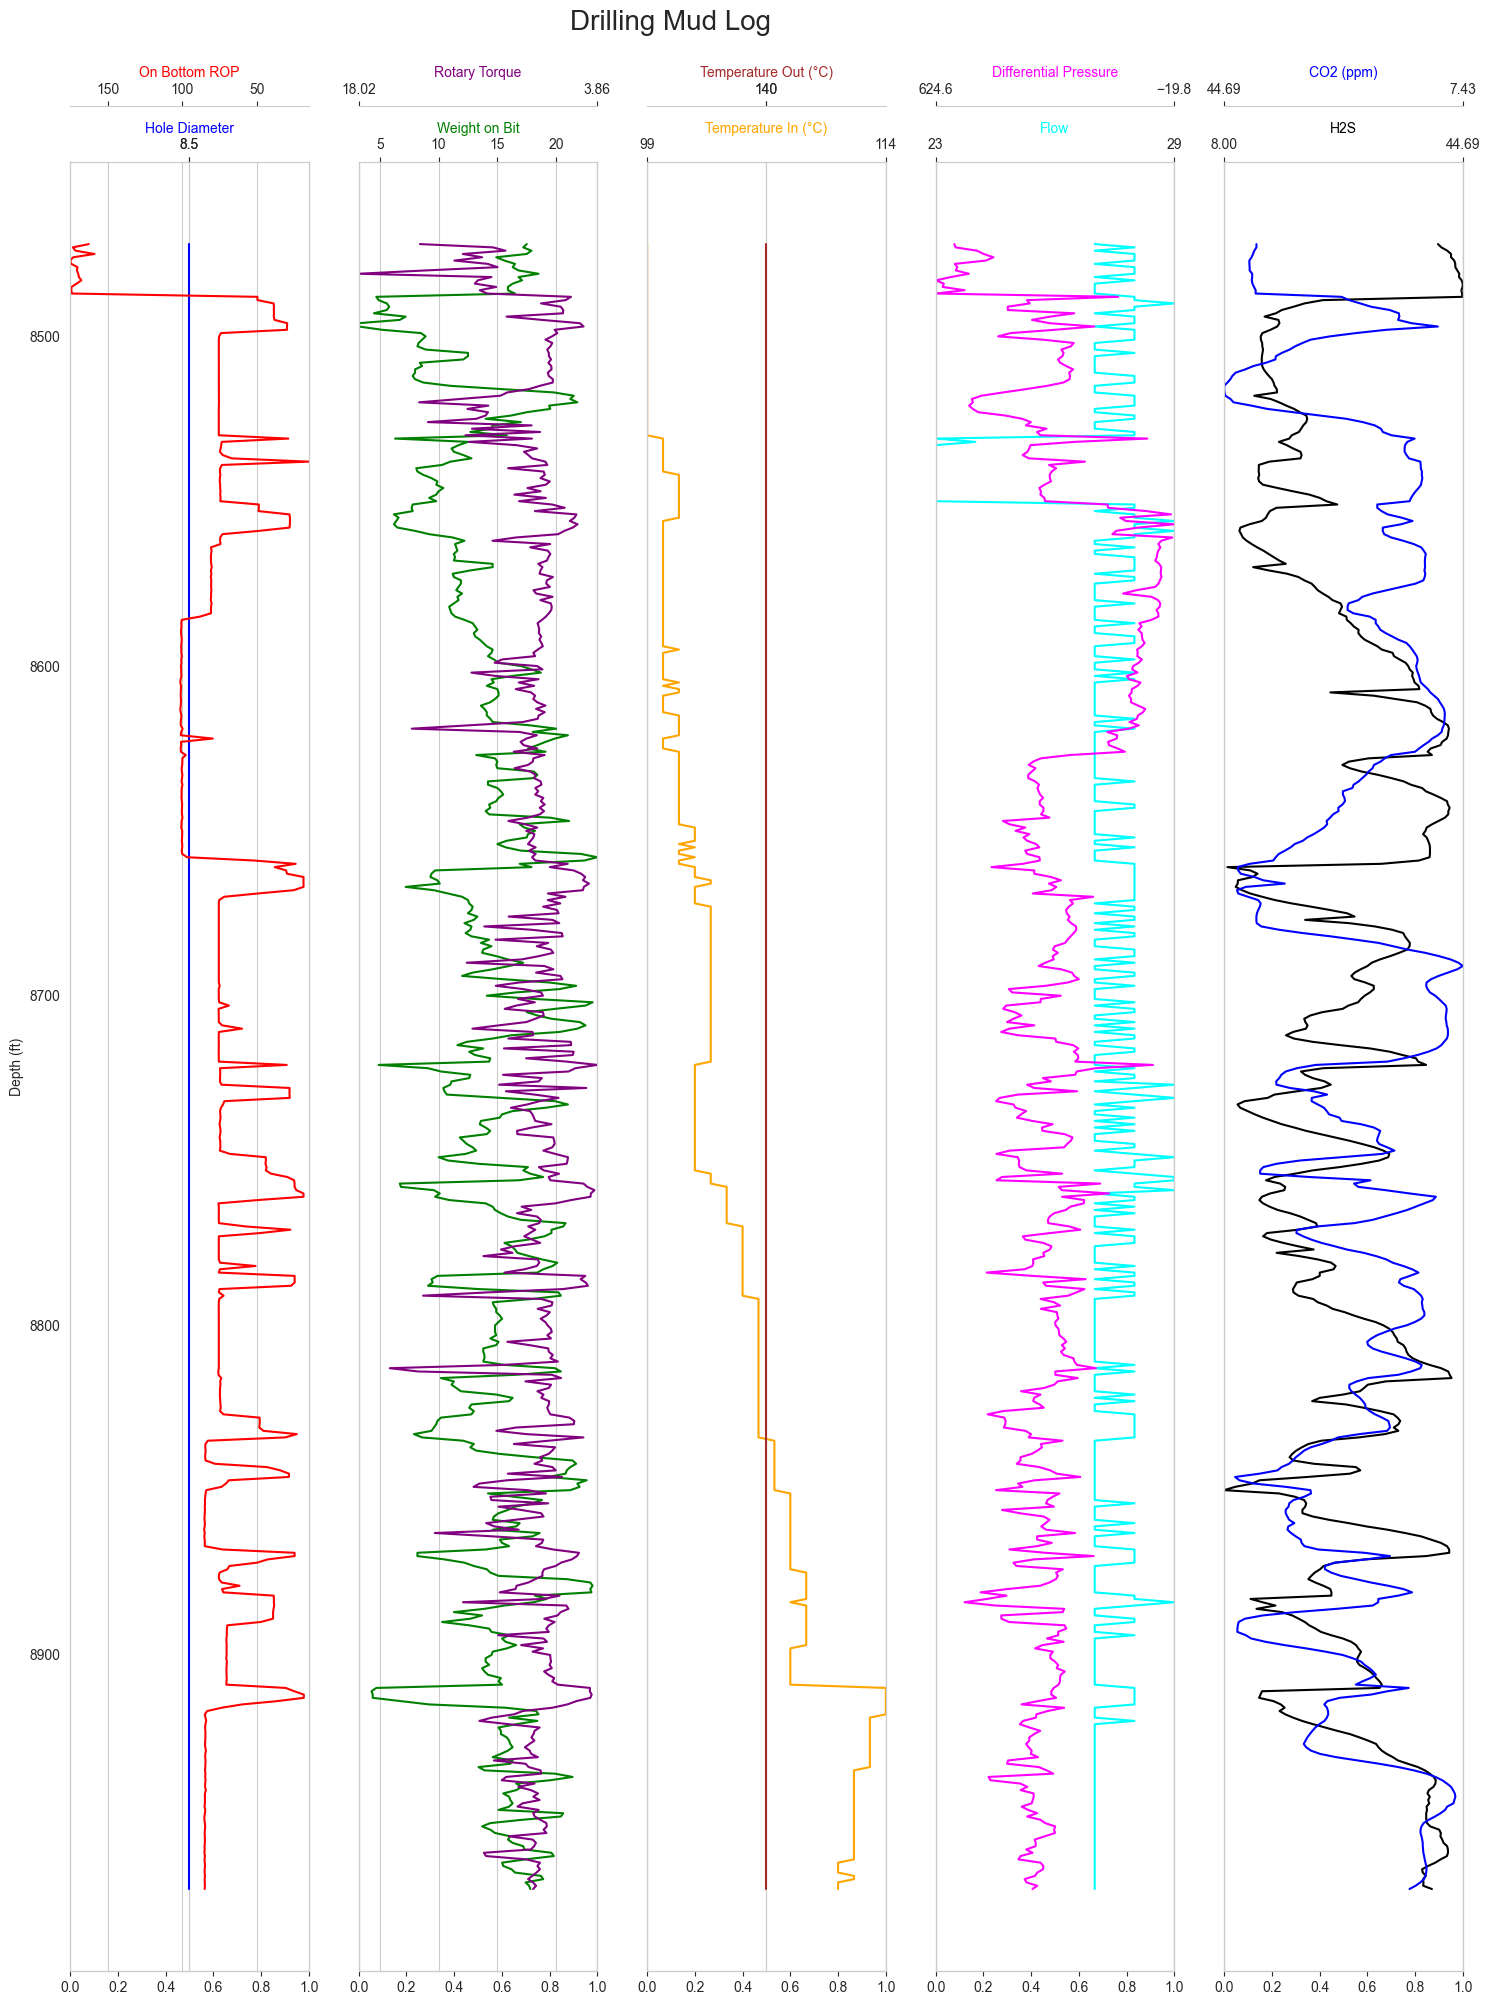 Drilling Mud Log
On Bottom ROP Rotary Torque Temperature Out (°C) Differential Pressure CO2 (ppm)
150 100 50 18.02 3.86 140 624.6 −19.8 44.69 7.43
Hole Diameter Weight on Bit Temperature In (°C) Flow H2S
8.5 5 10 15 20 99 114 23 29 8.00 44.69
8500
8600
8700
Depth (ft)
8800
8900
0.0 0.2 0.4 0.6 0.8 1.0 0.0 0.2 0.4 0.6 0.8 1.0 0.0 0.2 0.4 0.6 0.8 1.0 0.0 0.2 0.4 0.6 0.8 1.0 0.0 0.2 0.4 0.6 0.8 1.0